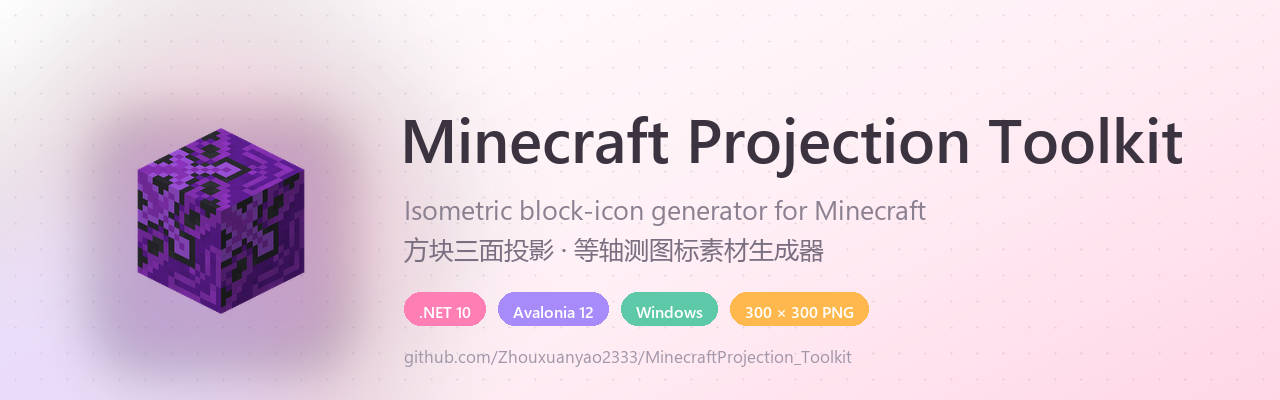 Minecraft Projection Toolkit
Isometric block-icon generator for Minecraft
方块三面投影 · 等轴测图标素材生成器
.NET 10 Avalonia 12 Windows 300 × 300 PNG
github.com/Zhouxuanyao2333/MinecraftProjection_Toolkit